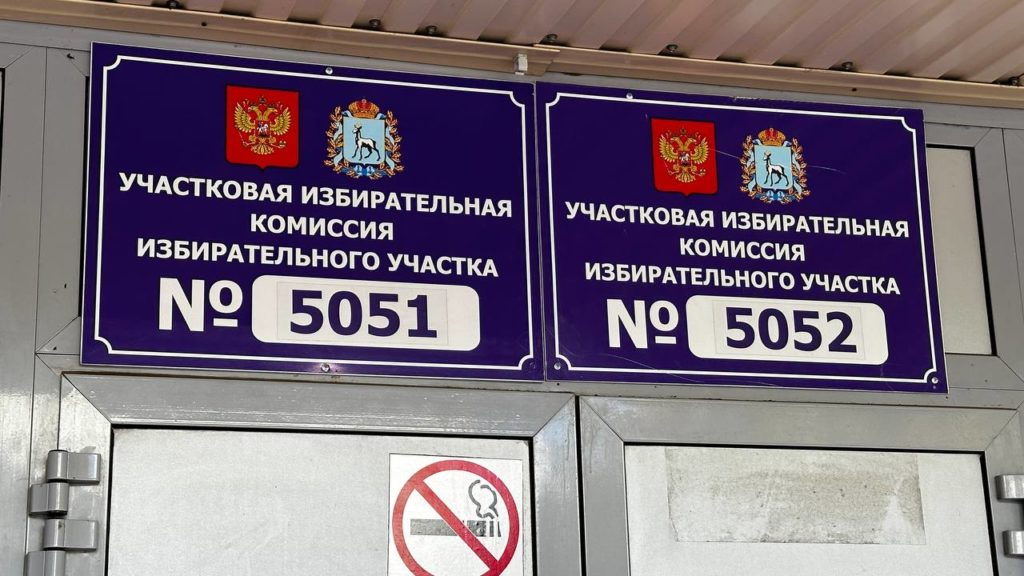 УЧАСТКОВАЯ ИЗБИРАТЕЛЬНАЯ
КОМИССИЯ
ИЗБИРАТЕЛЬНОГО УЧАСТКА
№ 5051
УЧАСТКОВАЯ ИЗБИРАТЕЛЬНАЯ
КОМИССИЯ
ИЗБИРАТЕЛЬНОГО УЧАСТКА
№ 5052